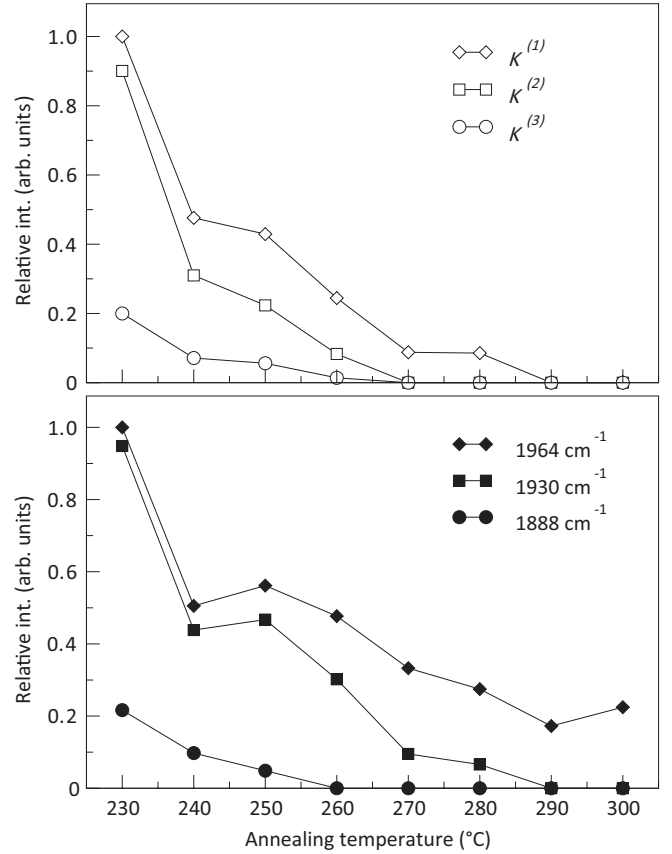 1.0
0.8
0.6
0.4
0.2
0
Relative int. (arb. units)
K (1)
K (2)
K (3)
1.0
0.8
0.6
0.4
0.2
0
Relative int. (arb. units)
1964 cm -1
1930 cm -1
1888 cm -1
230 240 250 260 270 280 290 300
Annealing temperature (°C)